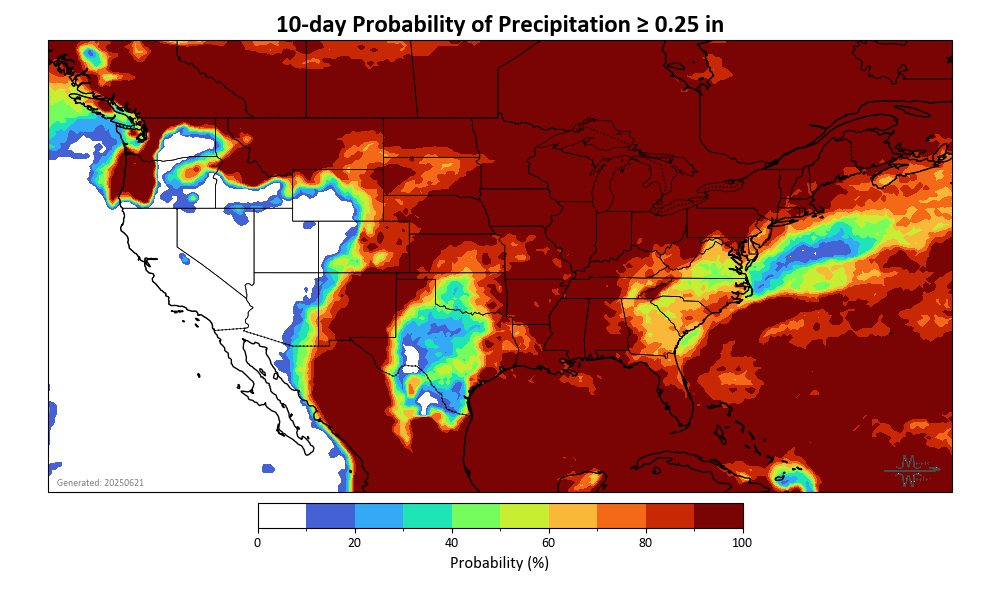 10-day Probability of Precipitation ≥ 0.25 in
Generated: 20250621
0 20 40 60 80 100
Probability (%)